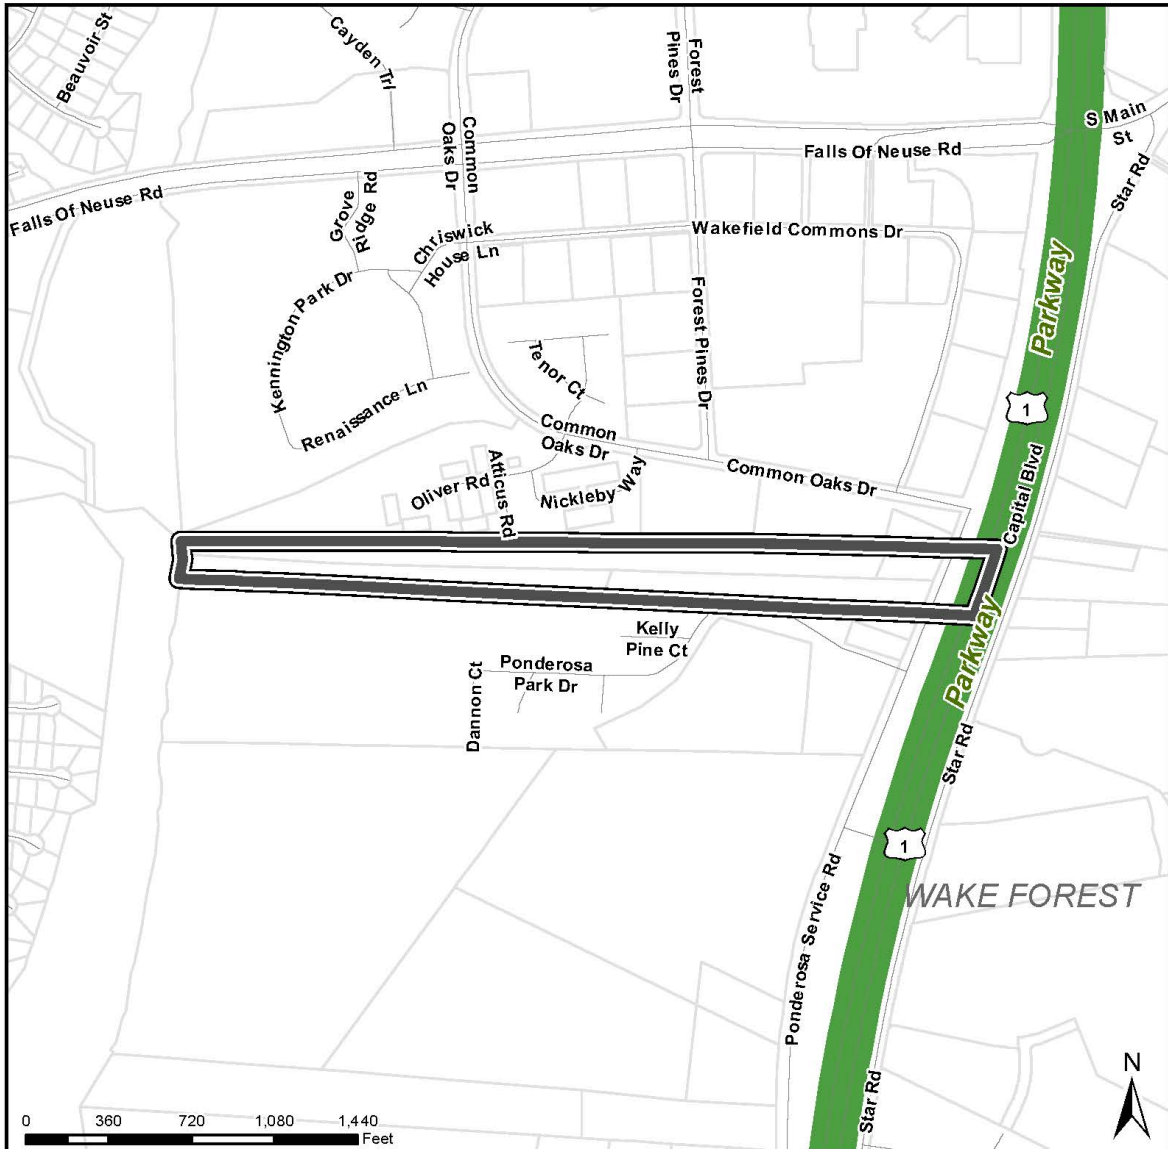 Beauvoir St
Cayden Trl
Forest
Pines Dr
Common
Oaks Dr
S Main
St
Falls Of Neuse Rd
Star Rd
Falls Of Neuse Rd
Grove
Ridge Rd
Chriswick
House Ln
Wakefield Commons Dr
Kennington Park Dr
Parkway
Forest Pines Dr
Tenor Ct
Renaissance Ln
1
Common
Oaks Dr
Common Oaks Dr
Capital Blvd
Oliver Rd
Atticus Rd
Nickleby Way
Kelly
Pine Ct
Parkway
Ponderosa
Park Dr
Dannon Ct
Star Rd
1
WAKE FOREST
Ponderosa Service Rd
Star Rd
N
0 360 720 1,080 1,440
Feet